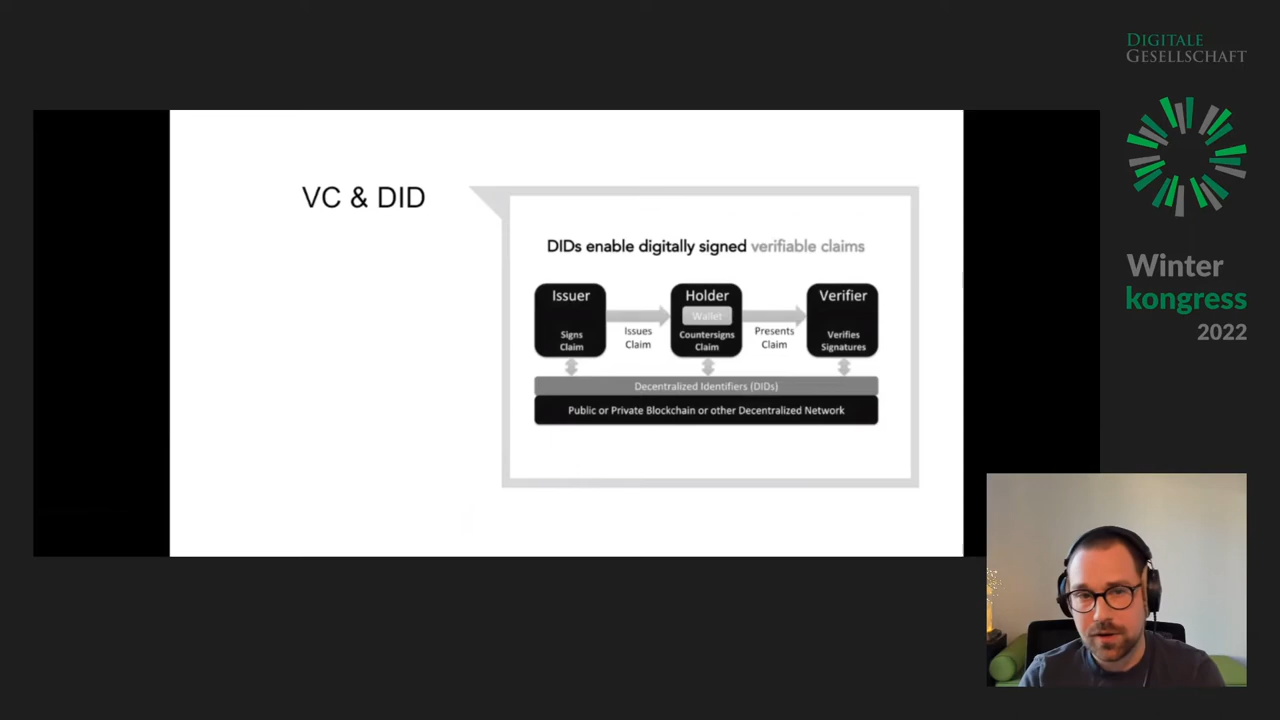 DIGITALE
GESELLSCHAFT
Winter
kongress
2022
VC & DID
DIDs enable digitally signed verifiable claims
Issuer
Signs
Claim
Issues
Claim
Holder
Wallet
Countersigns
Claim
Presents
Claim
Verifier
Verifies
Signatures
Decentralized Identifiers (DIDs)
Public or Private Blockchain or other Decentralized Network